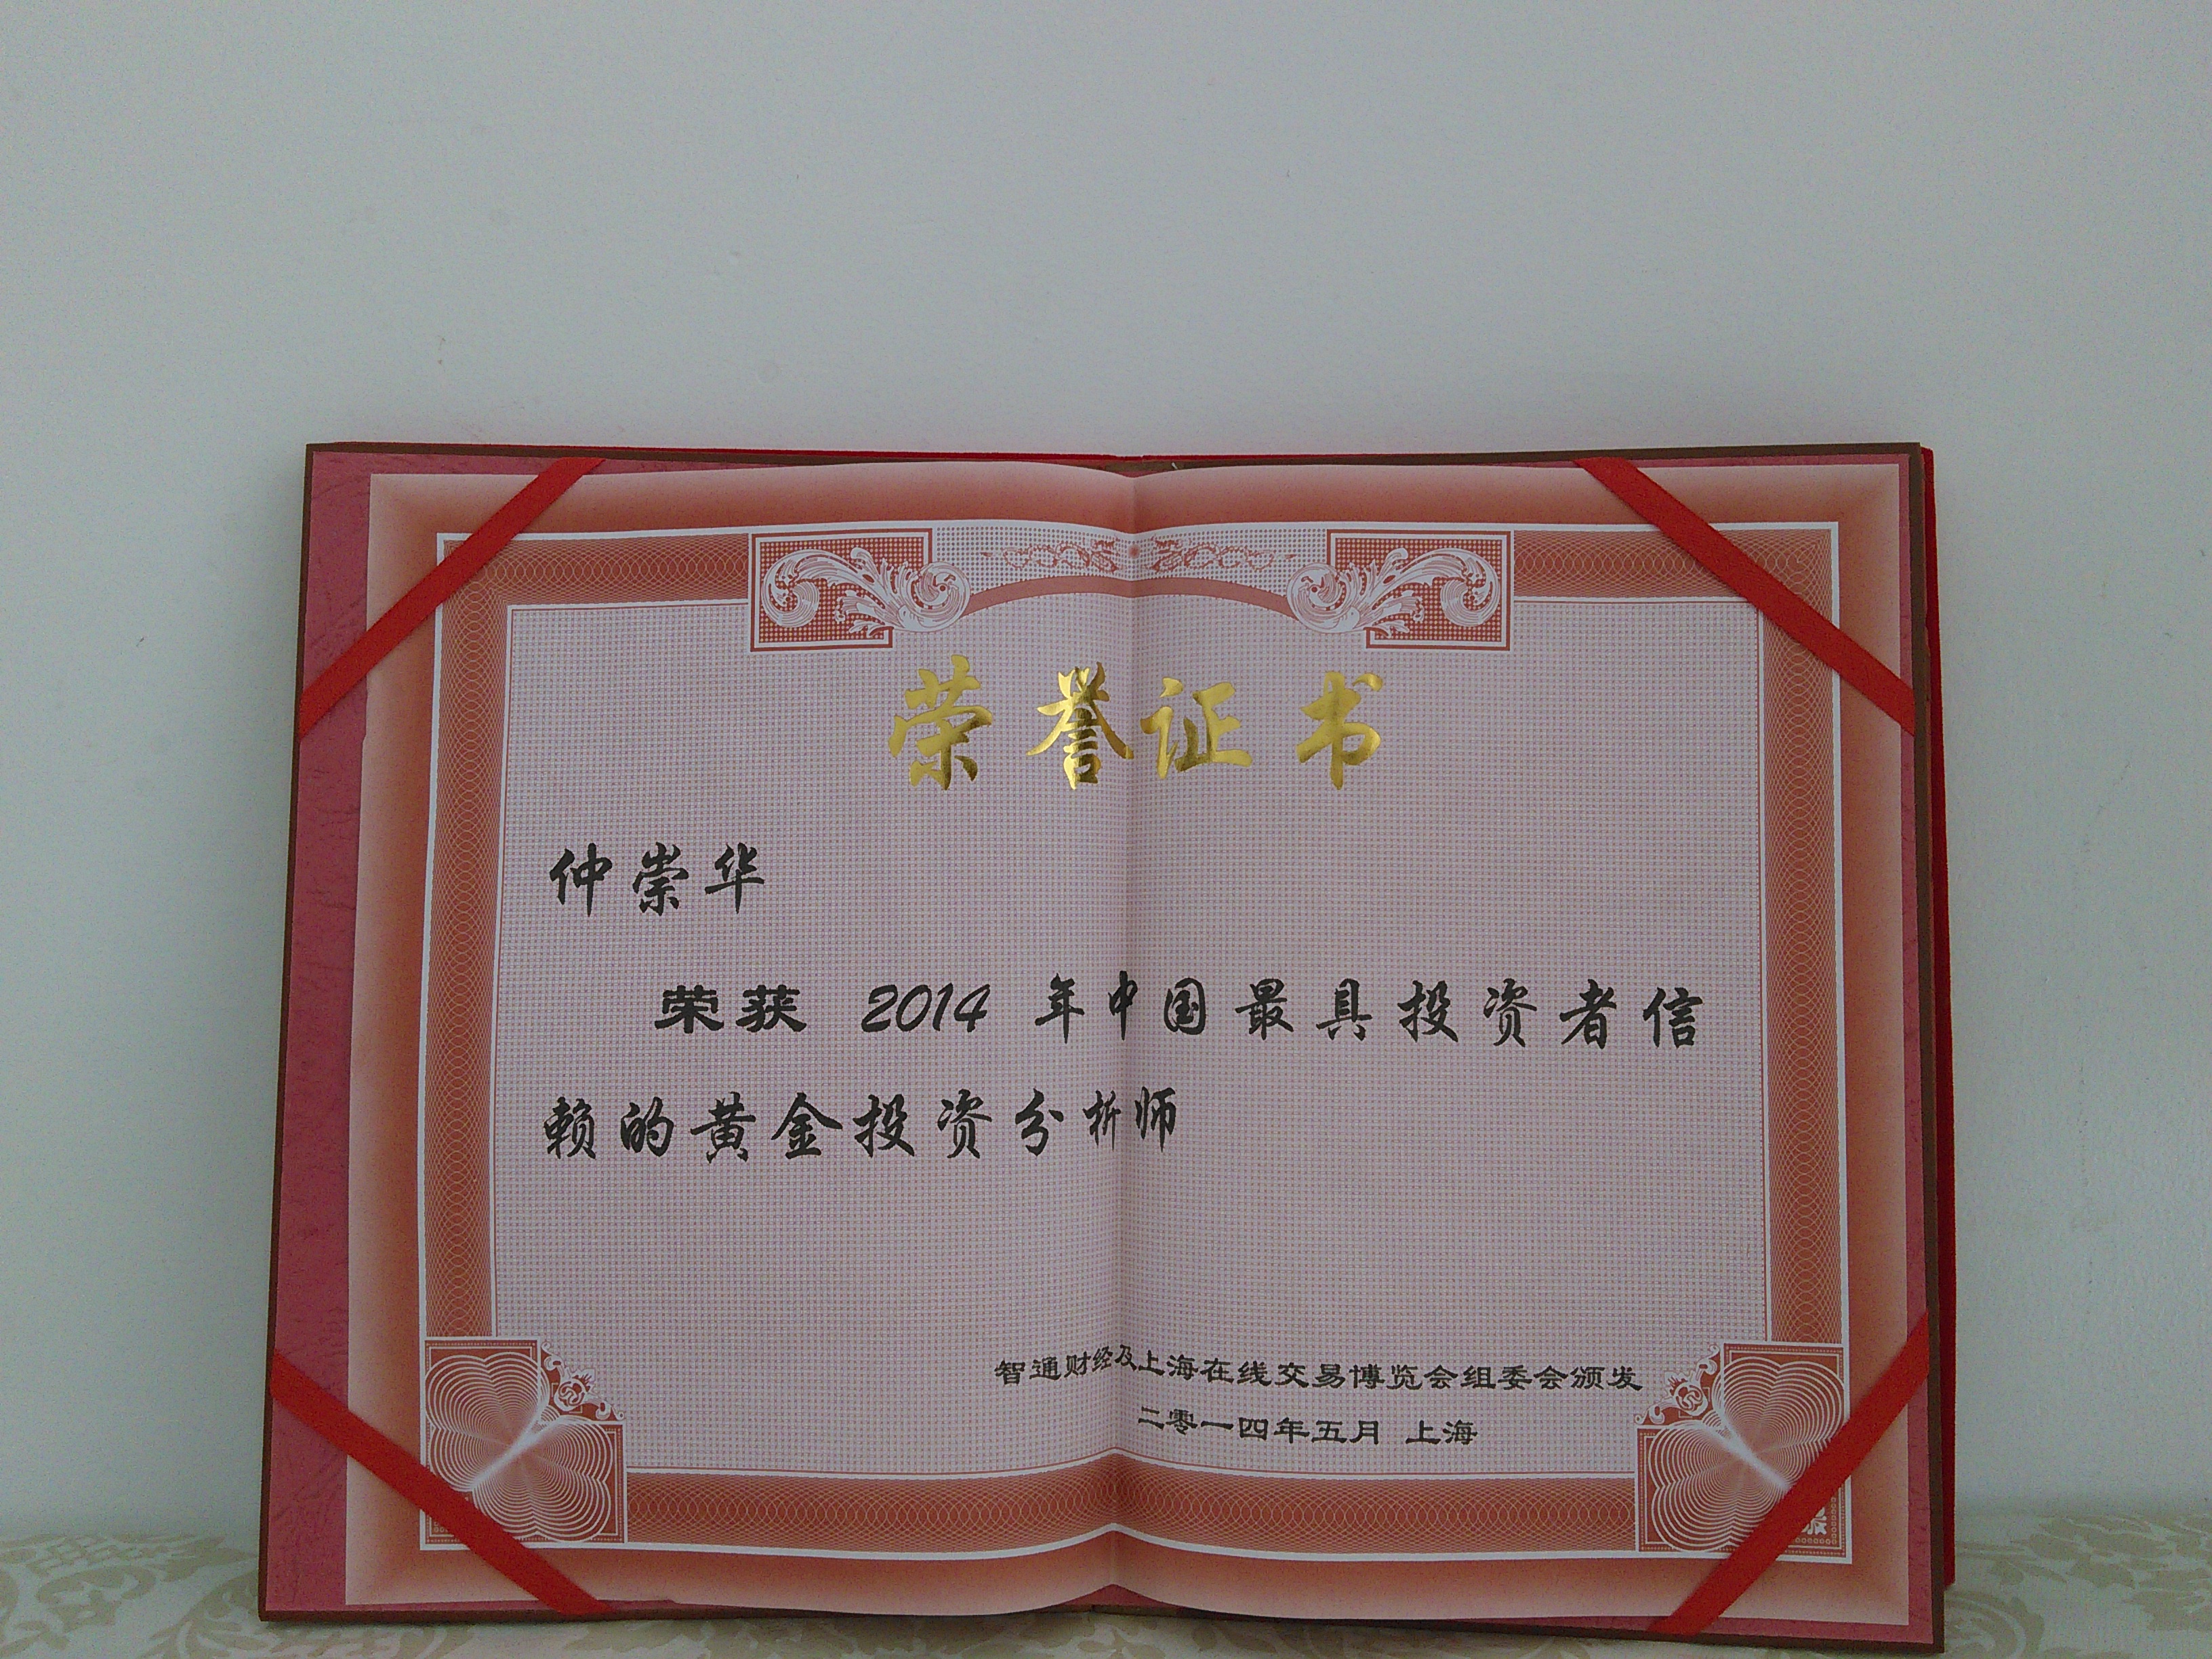 荣誉证书
仲崇华
荣获 2014 年中国最具投资者信
赖的黄金投资分析师
智通财经及上海在线交易博览会组委会颁发
二零一四年五月 上海